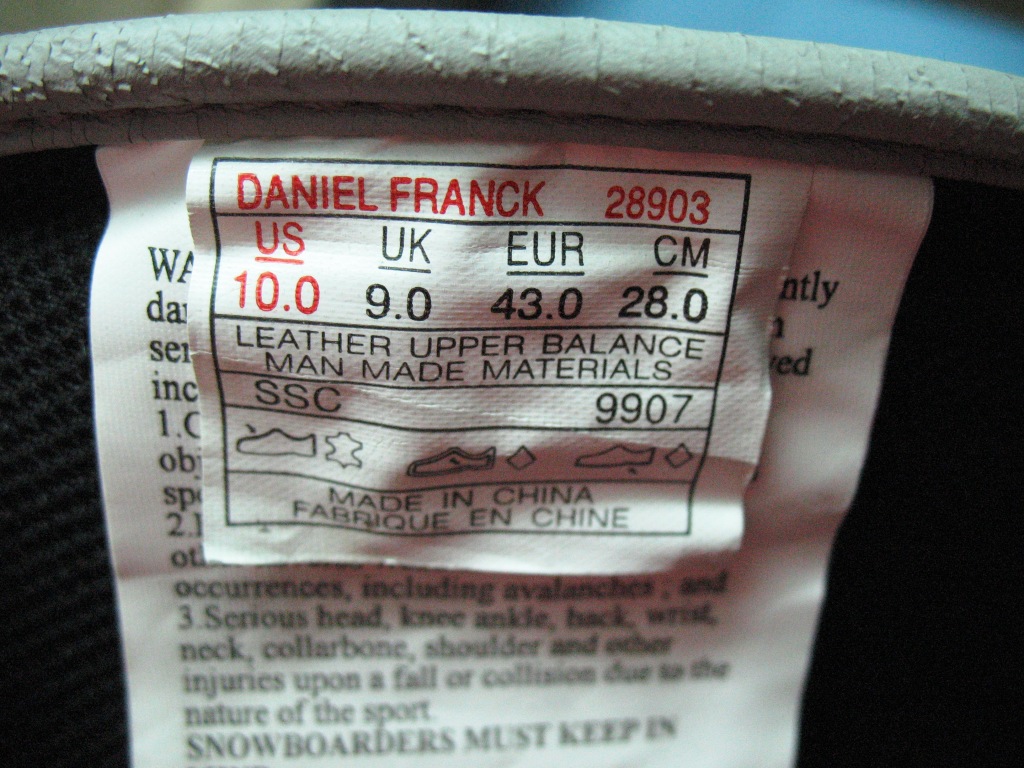 DANIEL FRANCK 28903
US UK EUR CM
10.0 9.0 43.0 28.0
LEATHER UPPER BALANCE
MAN MADE MATERIALS
SSC 9907
MADE IN CHINA
FABRIQUE EN CHINE
occurrences, including avalanches ; and
3.Serious head, knee ankle, back, wrist,
neck, collarbone, shoulder and other
injuries upon a fall or collision due to the
nature of the sport.
SNOWBOARDERS MUST KEEP IN